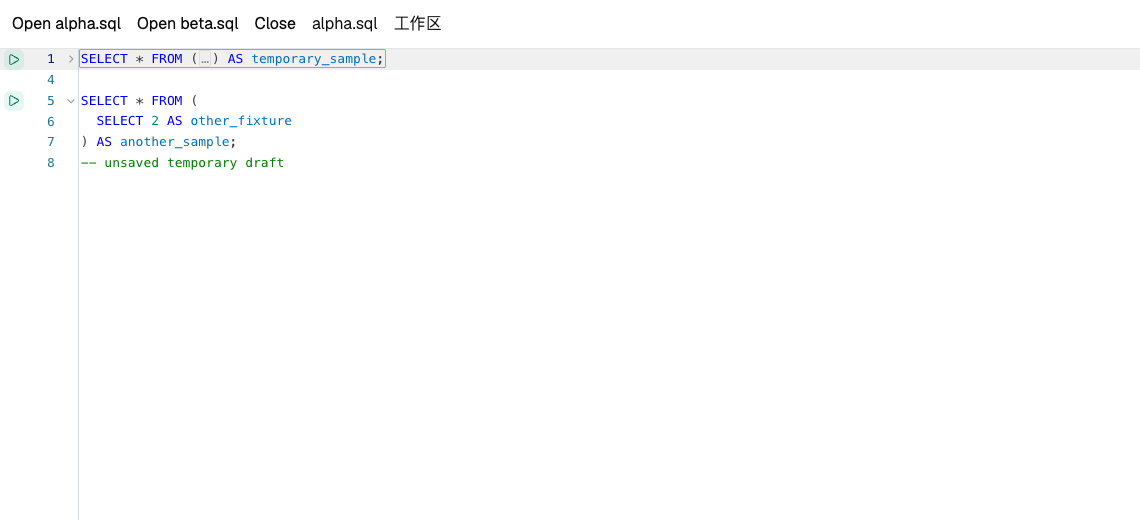 Open alpha.sql Open beta.sql Close alpha.sql 工作区
1 SELECT * FROM (…) AS temporary_sample;
4
5 SELECT * FROM (
6 SELECT 2 AS other_fixture
7 ) AS another_sample;
8 -- unsaved temporary draft